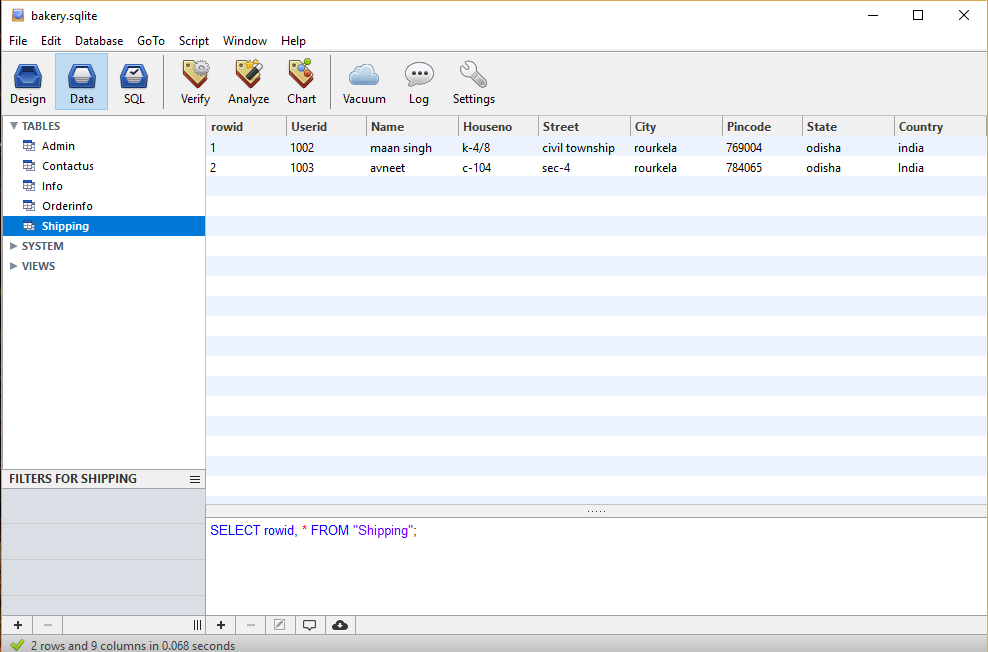 bakery.sqlite
File Edit Database GoTo Script Window Help
Design Data SQL Verify Analyze Chart Vacuum Log Settings
TABLES
Admin
Contactus
Info
Orderinfo
Shipping
SYSTEM
VIEWS
rowid Userid Name Houseno Street City Pincode State Country
1 1002 maan singh k-4/8 civil township rourkela 769004 odisha india
2 1003 avneet c-104 sec-4 rourkela 784065 odisha India
FILTERS FOR SHIPPING
SELECT rowid, * FROM "Shipping";
2 rows and 9 columns in 0.068 seconds